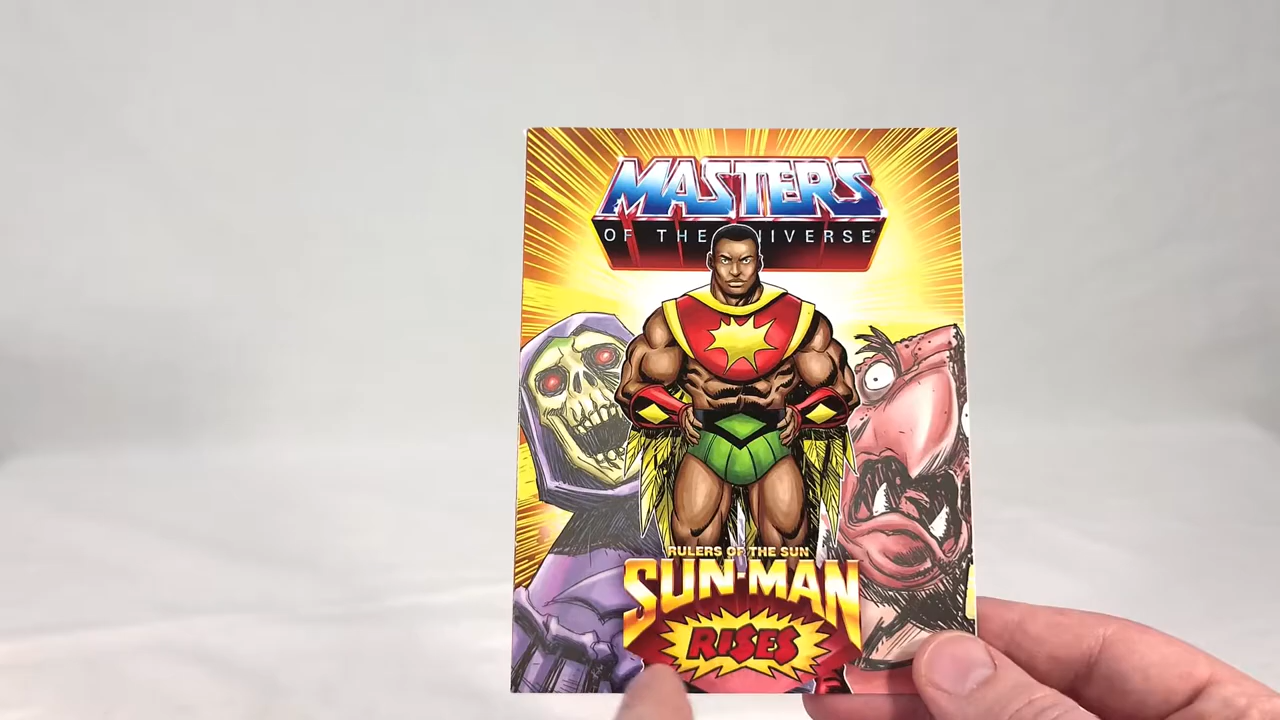 MASTERS
OF THE UNIVERSE®
RULERS OF THE SUN
SUN-MAN
RISES